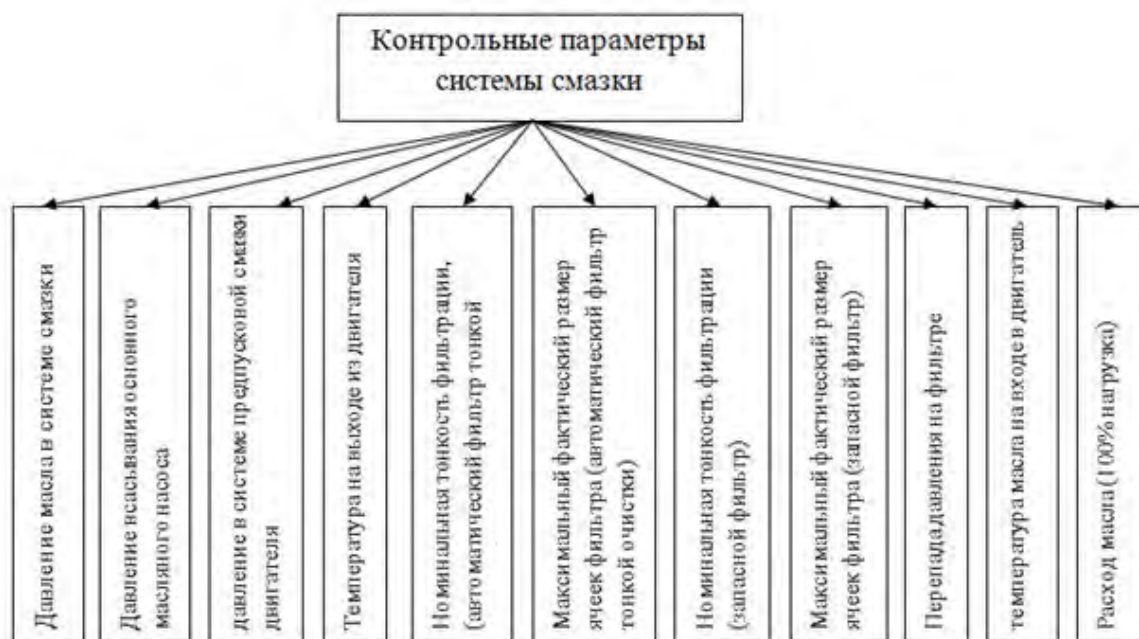 Контрольные параметры
системы смазки
Давление масла в системе смазки
Давление всасывания основного
масляного насоса
давление в системе предпусковой смазки
двигателя
Температура на выходе из двигателя
Номинальная тонкость фильтрации,
(автоматический фильтр тонкой
Максимальный фактический размер
ячеек фильтра (автоматический фильтр
тонкой очистки)
Номинальная тонкость фильтрации
(запасной фильтр)
Максимальный фактический размер
ячеек фильтра (запасной фильтр)
Перепада давления на фильтре
температура масла на входе в двигатель
Расход масла (100% нагрузка)